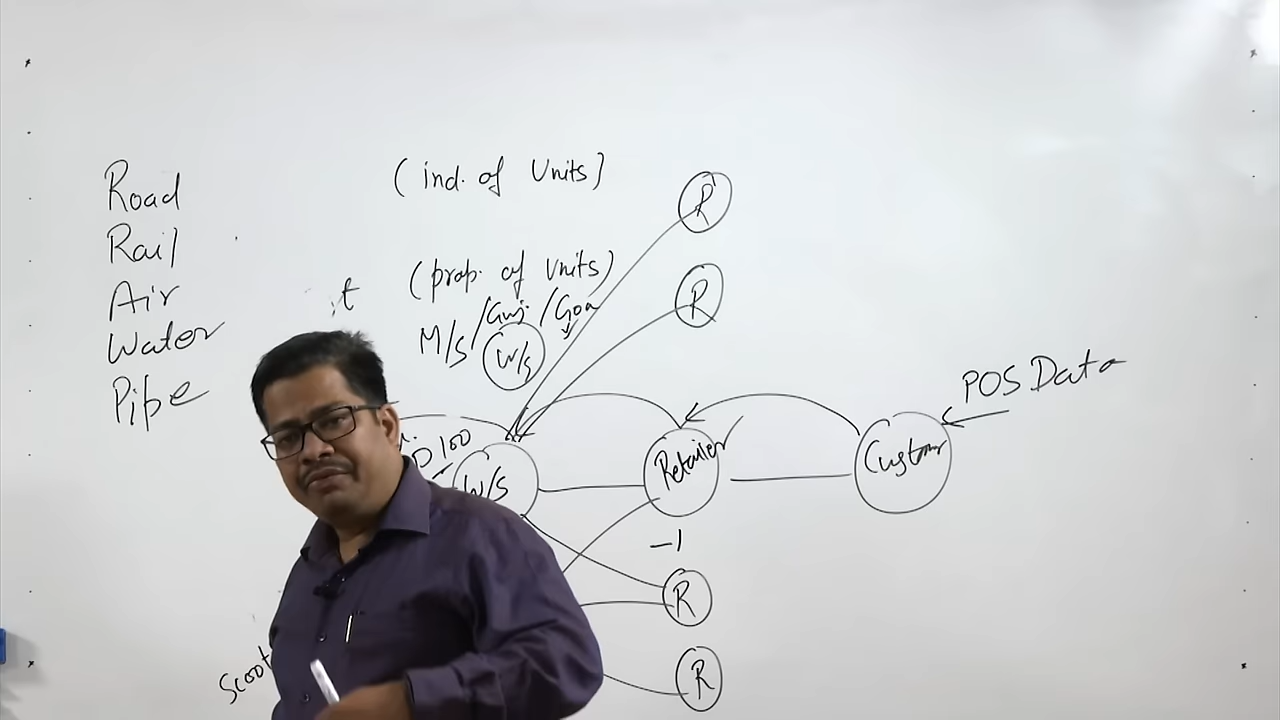 Road
Rail
Air
Water
Pipe
(ind. of Units)
(prop. of Units)
M/S /Guj. /Goa
W/S
R
R
POS Data
100
W/S
Retailer
Customer
-1
R
R
Scoot